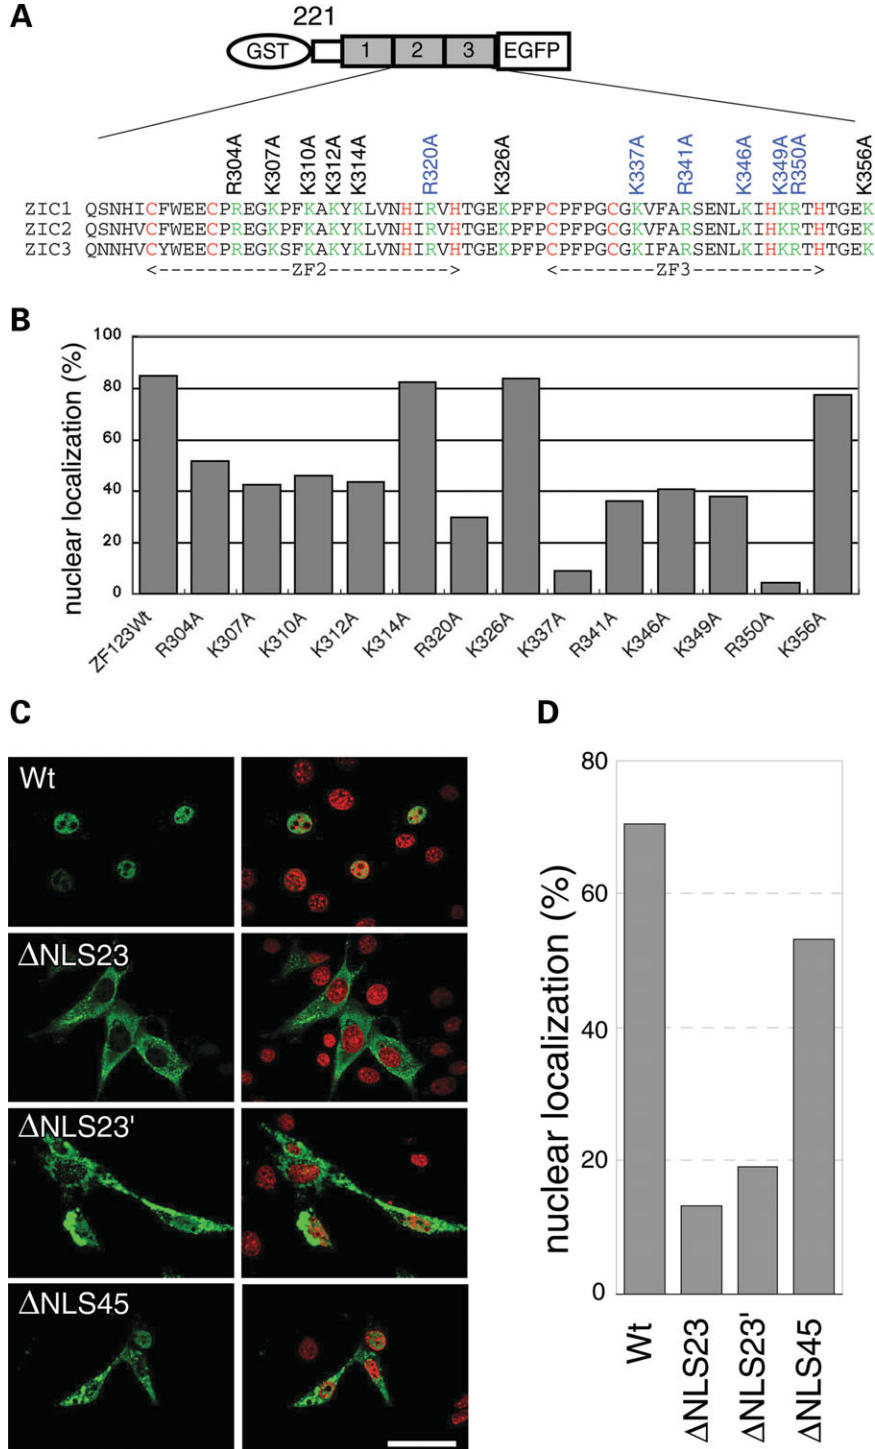 A
221
GST 1 2 3 EGFP
R304A K307A K310A K312A K314A R320A K326A K337A R341A K346A K349A R350A K356A
ZIC1 QSNHICFWEECPREGKPFKAKYKLVNHIRVHTGEKPFPCPFPGCGKVFARSENLKIHKRTHTGEK
ZIC2 QSNHVCFWEECPREGKPFKAKYKLVNHIRVHTGEKPFPCPFPGCGKVFARSENLKIHKRTHTGEK
ZIC3 QNNHVCYWEECPREGKSFKAKYKLVNHIRVHTGEKPFPCPFPGCGKIFARSENLKIHKRTHTGEK
<----------ZF2----------> <--------ZF3---------->
B
nuclear localization (%)
100
80
60
40
20
0
ZF123Wt R304A K307A K310A K312A K314A R320A K326A K337A R341A K346A K349A R350A K356A
C
Wt
ΔNLS23
ΔNLS23'
ΔNLS45
D
nuclear localization (%)
80
60
40
20
0
Wt ΔNLS23 ΔNLS23' ΔNLS45